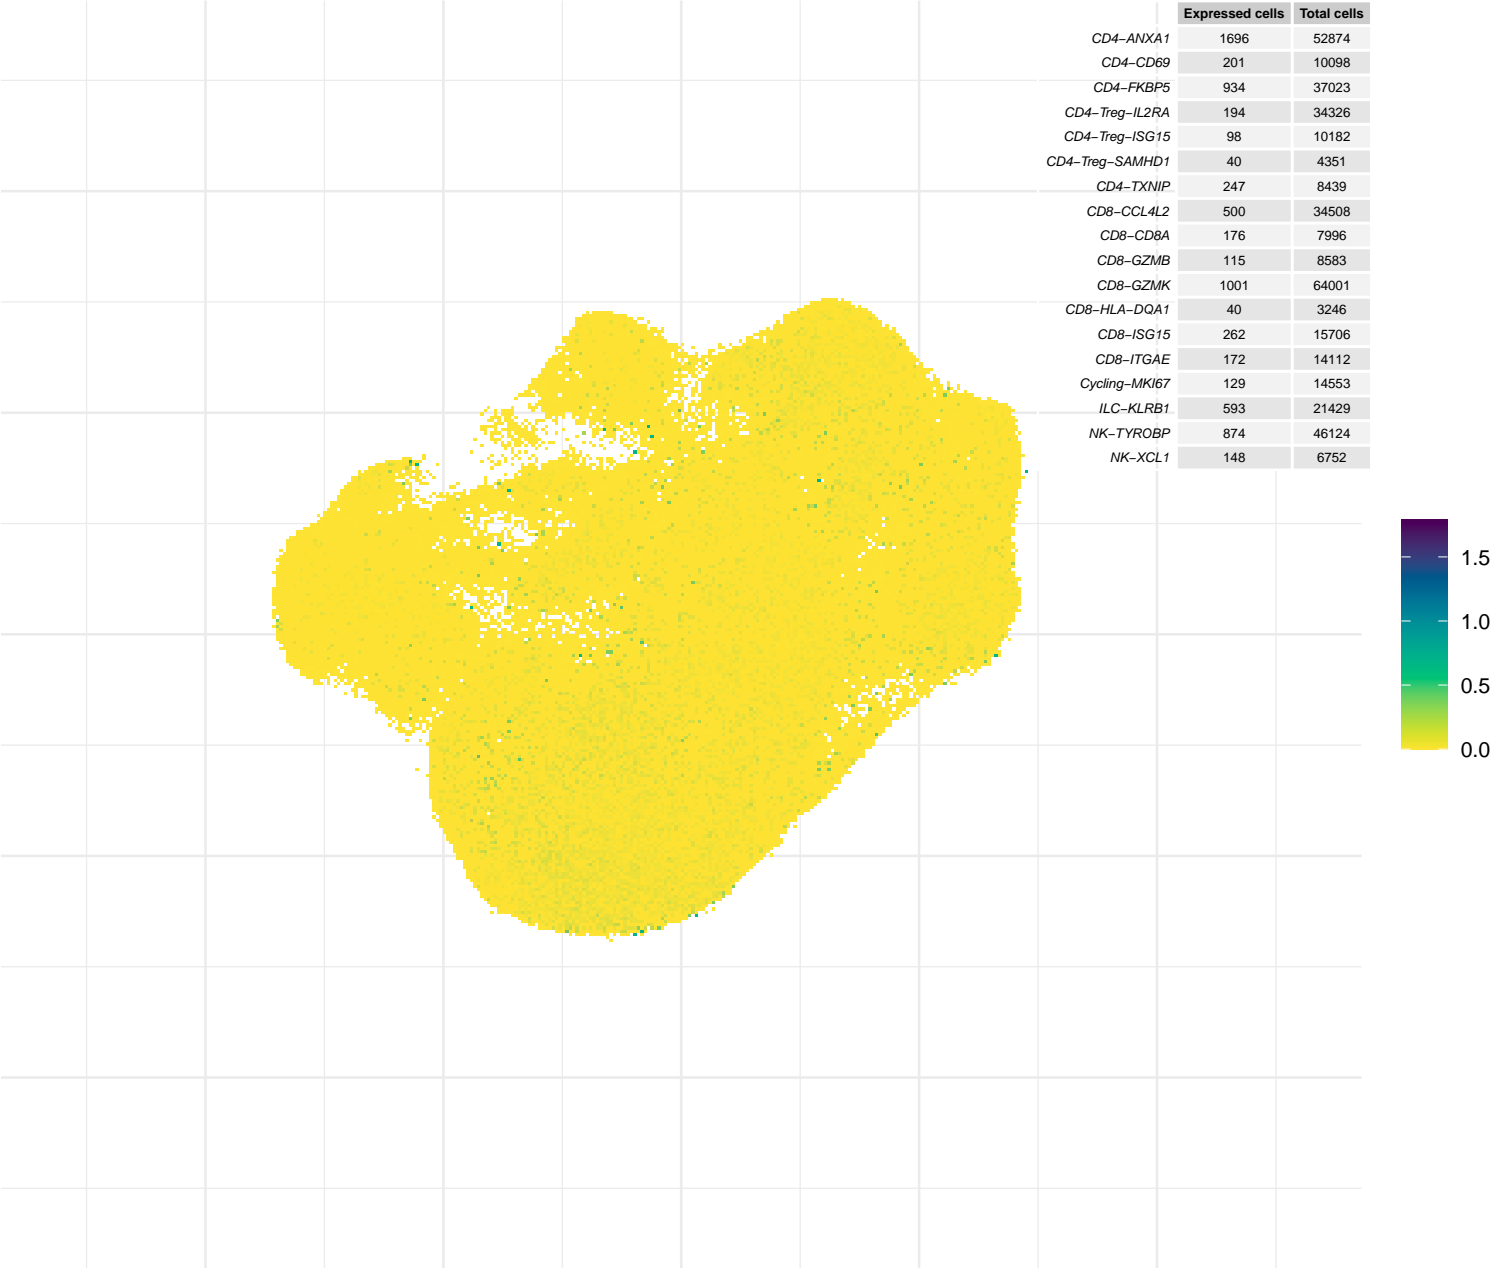 Expressed cells Total cells
CD4−ANXA1 1696 52874
CD4−CD69 201 10098
CD4−FKBP5 934 37023
CD4−Treg−IL2RA 194 34326
CD4−Treg−ISG15 98 10182
CD4−Treg−SAMHD1 40 4351
CD4−TXNIP 247 8439
CD8−CCL4L2 500 34508
CD8−CD8A 176 7996
CD8−GZMB 115 8583
CD8−GZMK 1001 64001
CD8−HLA−DQA1 40 3246
CD8−ISG15 262 15706
CD8−ITGAE 172 14112
Cycling−MKI67 129 14553
ILC−KLRB1 593 21429
NK−TYROBP 874 46124
NK−XCL1 148 6752
1.5
1.0
0.5
0.0